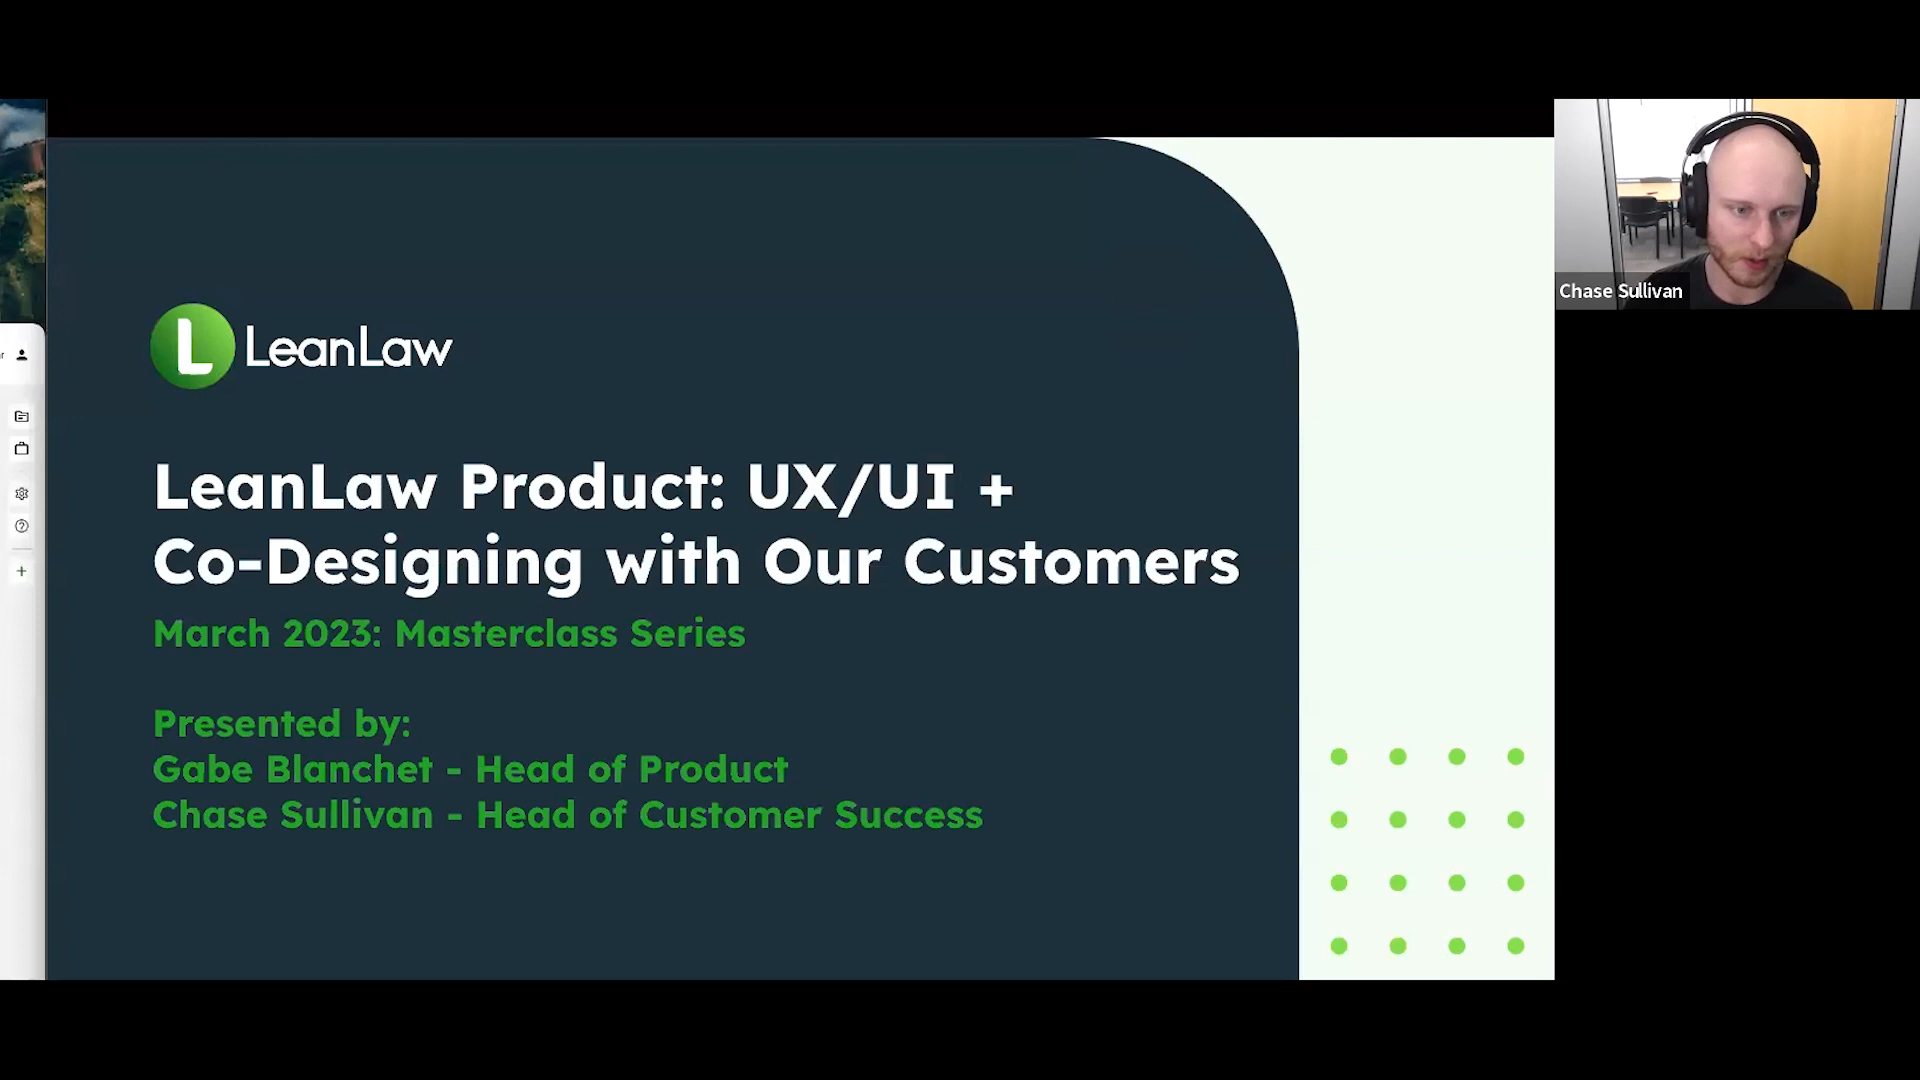 LeanLaw
LeanLaw Product: UX/UI +
Co-Designing with Our Customers
March 2023: Masterclass Series
Presented by:
Gabe Blanchet - Head of Product
Chase Sullivan - Head of Customer Success
Chase Sullivan